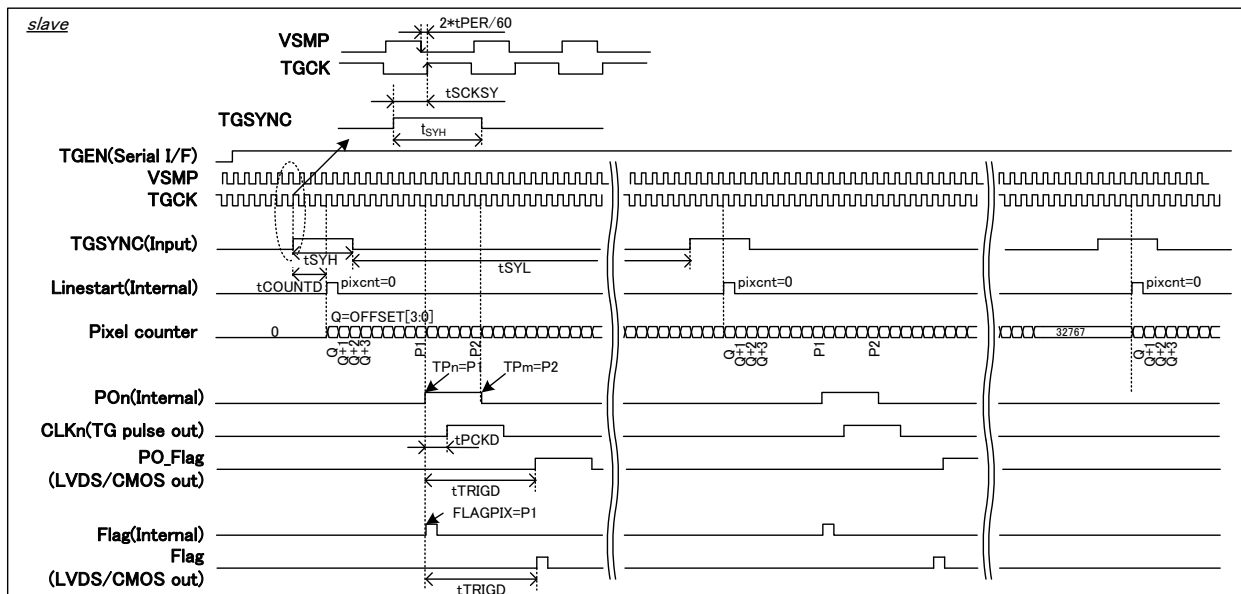 slave
2*tPER/60
VSMP
TGCK
tSCKSY
TGSYNC
tSYH
TGEN(Serial I/F)
VSMP
TGCK
TGSYNC(Input)
tSYH
tSYL
tCOUNTD
Linestart(Internal)
pixcnt=0
pixcnt=0
pixcnt=0
Q=OFFSET[3:0]
Pixel counter
0
32767
Q
Q+1
Q+2
Q+3
P1
P2
Q
Q+1
Q+2
Q+3
P1
P2
Q
Q+1
Q+2
Q+3
TPn=P1
TPm=P2
POn(Internal)
CLKn(TG pulse out)
tPCKD
PO_Flag
(LVDS/CMOS out)
tTRIGD
FLAGPIX=P1
Flag(Internal)
Flag
(LVDS/CMOS out)
tTRIGD